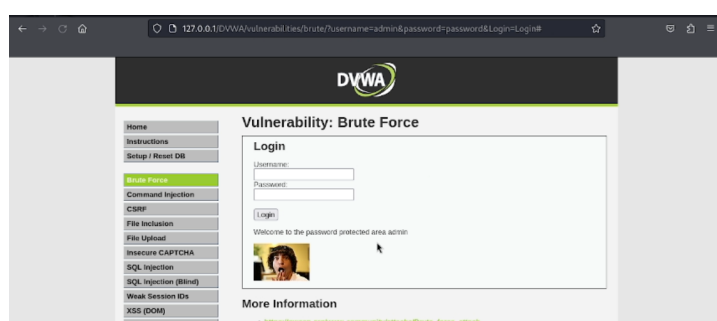 127.0.0.1/DVWA/vulnerabilities/brute/?username=admin&password=password&Login=Login#
DVWA
Home
Instructions
Setup / Reset DB
Brute Force
Command Injection
CSRF
File Inclusion
File Upload
Insecure CAPTCHA
SQL Injection
SQL Injection (Blind)
Weak Session IDs
XSS (DOM)
Vulnerability: Brute Force
Login
Username:
Password:
Login
Welcome to the password protected area admin
More Information